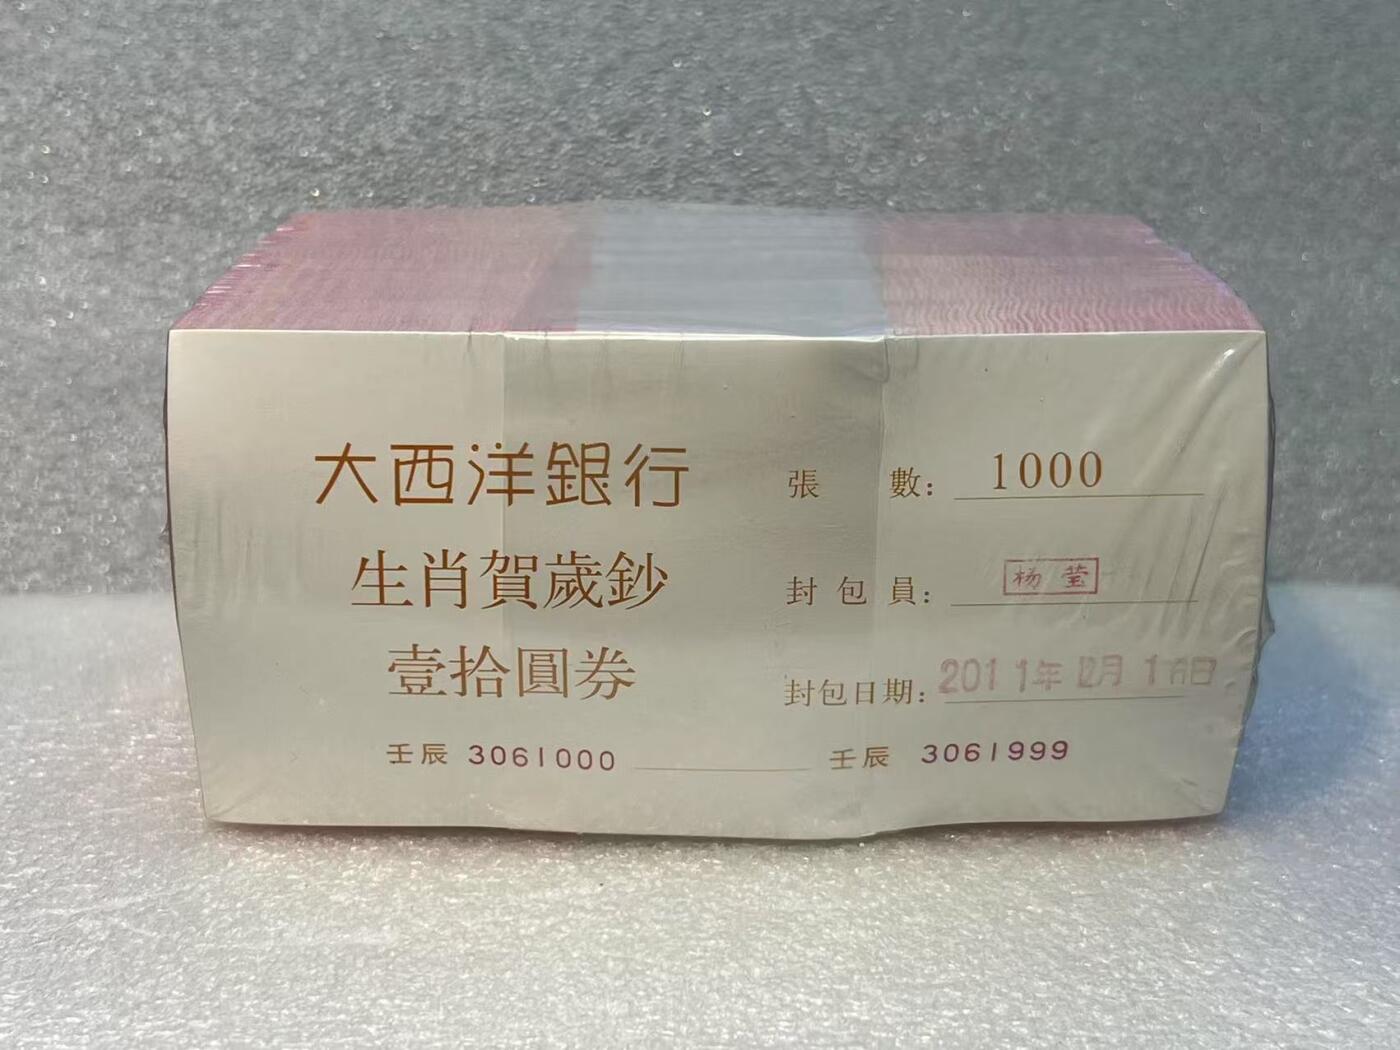 大西洋銀行
生肖賀歲鈔
壹拾圓券
張 數: 1000
封包員: 杨莹
封包日期: 2011年12月16日
壬辰 3061000 壬辰 3061999